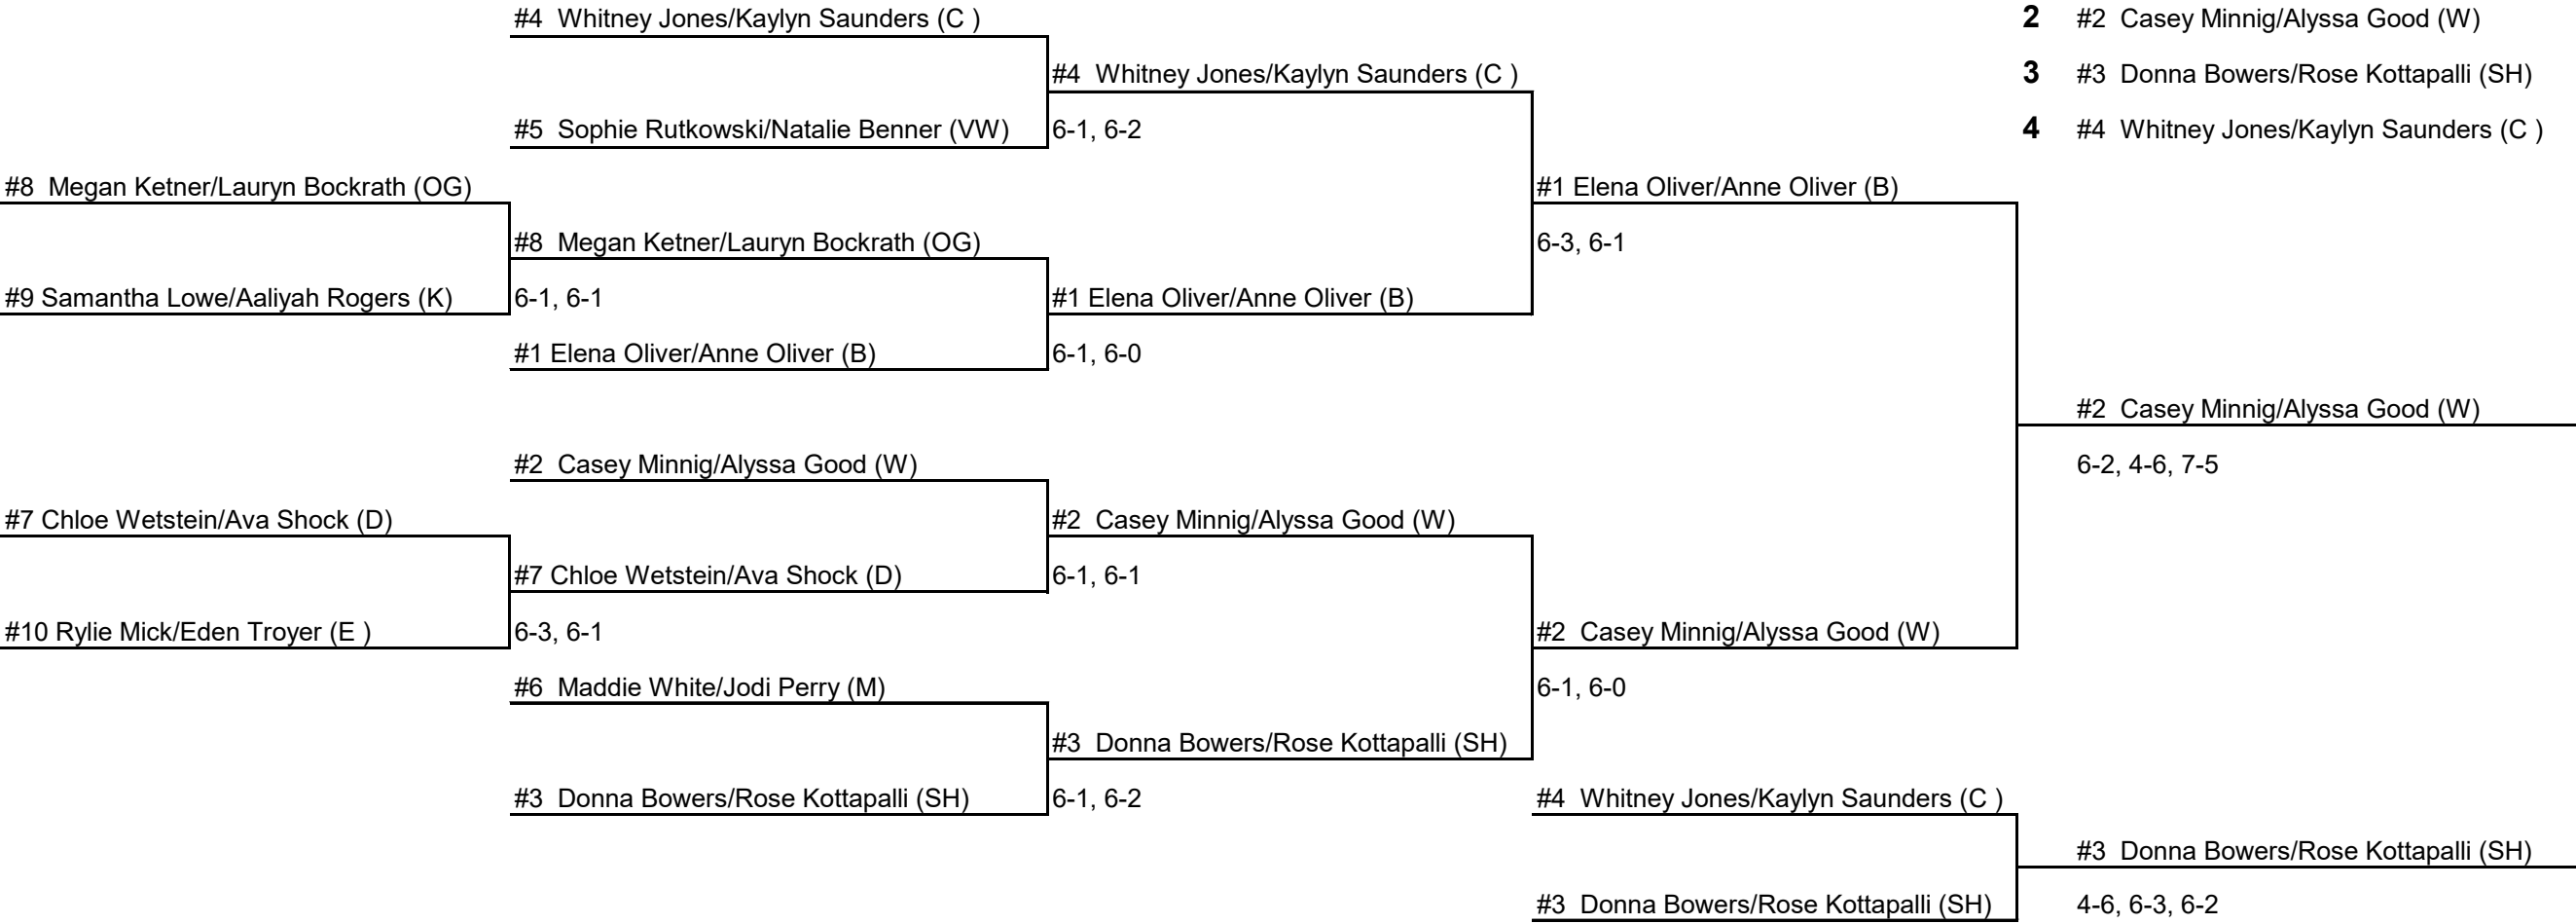 #4 Whitney Jones/Kaylyn Saunders (C )
2 #2 Casey Minnig/Alyssa Good (W)
#4 Whitney Jones/Kaylyn Saunders (C )
3 #3 Donna Bowers/Rose Kottapalli (SH)
#5 Sophie Rutkowski/Natalie Benner (VW)
6-1, 6-2
4 #4 Whitney Jones/Kaylyn Saunders (C )
#8 Megan Ketner/Lauryn Bockrath (OG)
#1 Elena Oliver/Anne Oliver (B)
#8 Megan Ketner/Lauryn Bockrath (OG)
6-3, 6-1
#9 Samantha Lowe/Aaliyah Rogers (K)
6-1, 6-1
#1 Elena Oliver/Anne Oliver (B)
#1 Elena Oliver/Anne Oliver (B)
6-1, 6-0
#2 Casey Minnig/Alyssa Good (W)
#2 Casey Minnig/Alyssa Good (W)
6-2, 4-6, 7-5
#7 Chloe Wetstein/Ava Shock (D)
#2 Casey Minnig/Alyssa Good (W)
#7 Chloe Wetstein/Ava Shock (D)
6-1, 6-1
#10 Rylie Mick/Eden Troyer (E )
6-3, 6-1
#2 Casey Minnig/Alyssa Good (W)
#6 Maddie White/Jodi Perry (M)
6-1, 6-0
#3 Donna Bowers/Rose Kottapalli (SH)
#3 Donna Bowers/Rose Kottapalli (SH)
6-1, 6-2
#4 Whitney Jones/Kaylyn Saunders (C )
#3 Donna Bowers/Rose Kottapalli (SH)
#3 Donna Bowers/Rose Kottapalli (SH)
4-6, 6-3, 6-2